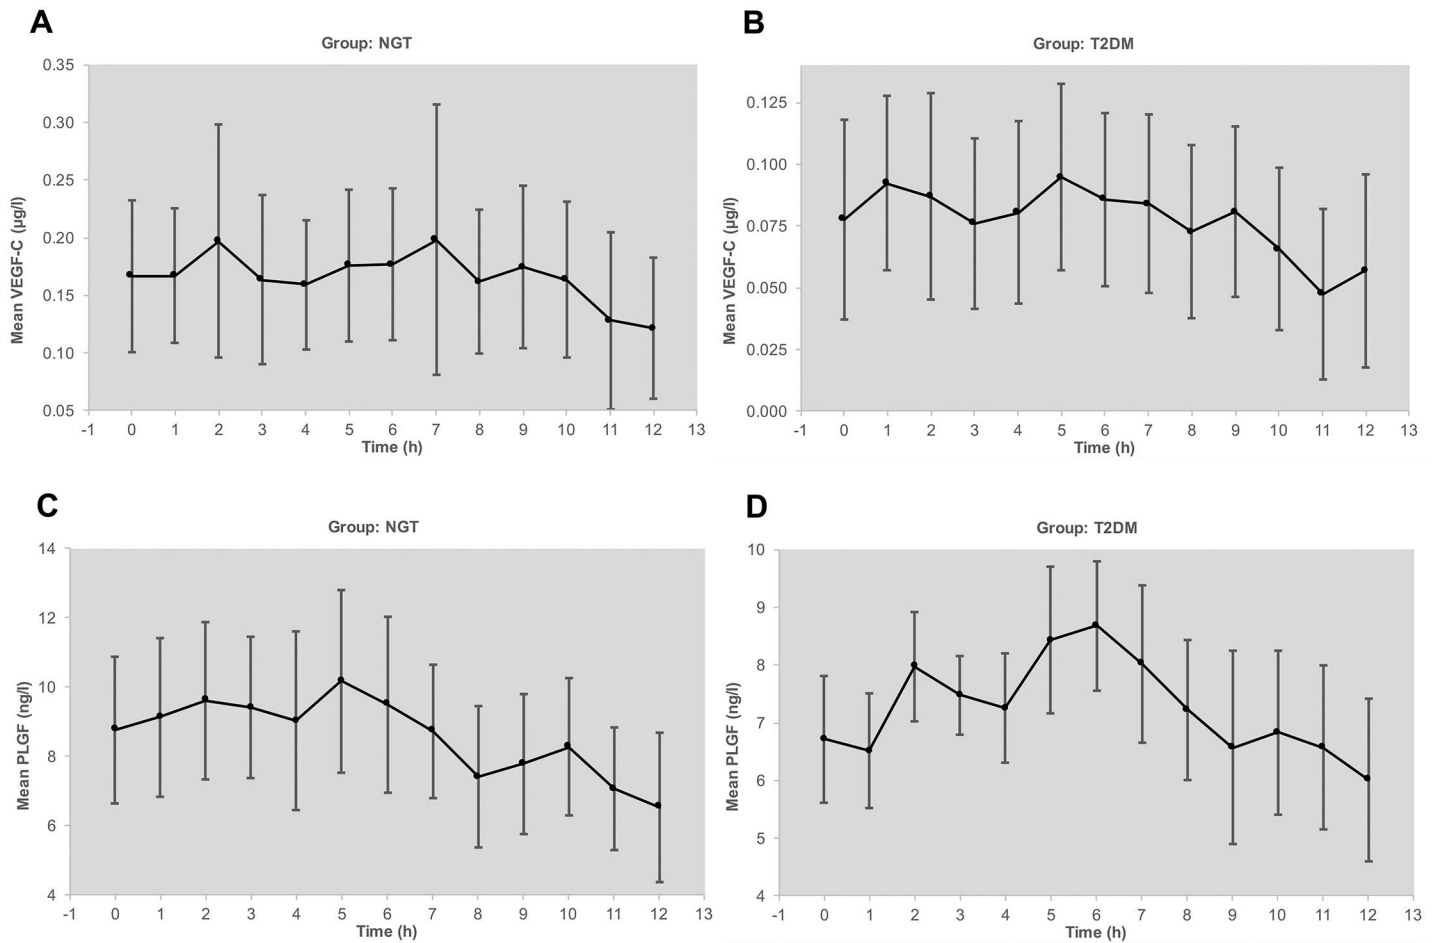 A
Group: NGT
0.35
0.30
0.25
0.20
0.15
0.10
0.05
Mean VEGF-C (µg/l)
-1 0 1 2 3 4 5 6 7 8 9 10 11 12 13
Time (h)
B
Group: T2DM
0.125
0.100
0.075
0.050
0.025
0.000
Mean VEGF-C (µg/l)
-1 0 1 2 3 4 5 6 7 8 9 10 11 12 13
Time (h)
C
Group: NGT
14
12
10
8
6
4
Mean PLGF (ng/l)
-1 0 1 2 3 4 5 6 7 8 9 10 11 12 13
Time (h)
D
Group: T2DM
10
9
8
7
6
5
4
Mean PLGF (ng/l)
-1 0 1 2 3 4 5 6 7 8 9 10 11 12 13
Time (h)